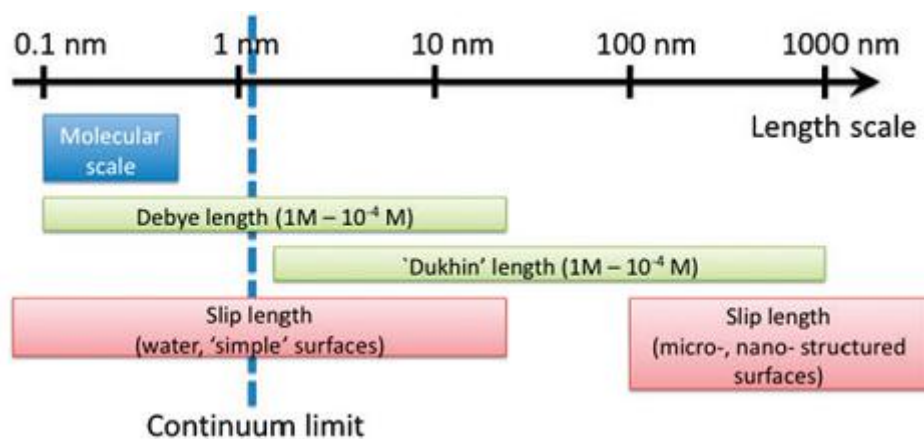 0.1 nm 1 nm 10 nm 100 nm 1000 nm
Length scale
Molecular
scale
Debye length (1M – 10⁻⁴ M)
`Dukhin’ length (1M – 10⁻⁴ M)
Slip length
(water, ‘simple’ surfaces)
Slip length
(micro-, nano- structured
surfaces)
Continuum limit